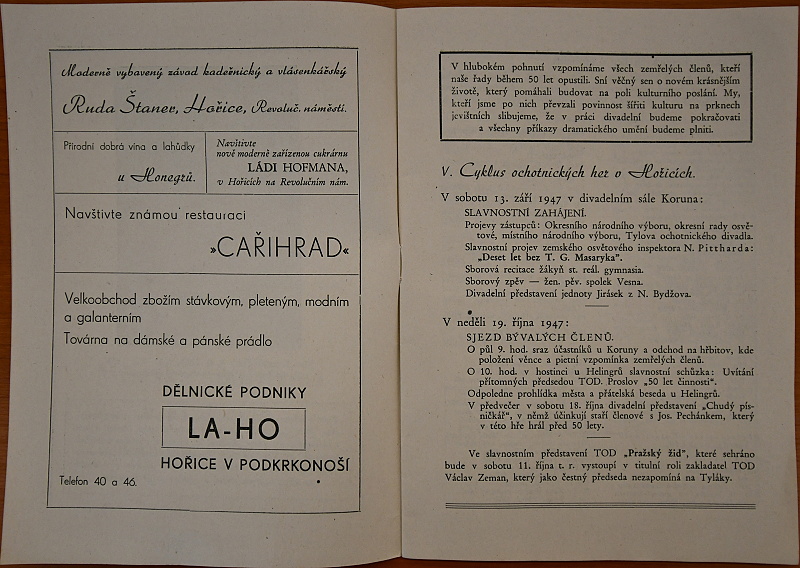 Moderně vybavený závod kadeřnický a vlásenkářský
Ruda Štaner, Hořice, Revoluč. náměstí.
Přírodní dobrá vína a lahůdky
u Honegrů.
Navštivte
nově moderně zařízenou cukrárnu
LÁDI HOFMANA,
v Hořicích na Revolučním nám.
Navštivte známou restauraci
»CAŘIHRAD«
Velkoobchod zbožím stávkovým, pleteným, modním
a galanterním
Továrna na dámské a pánské prádlo
DĚLNICKÉ PODNIKY
LA-HO
HOŘICE V PODKRKONOŠÍ
Telefon 40 a 46.
V hlubokém pohnutí vzpomínáme všech zemřelých členů, kteří
naše řady během 50 let opustili. Sní věčný sen o novém krásnějším
životě, který pomáhali budovat na poli kulturního poslání. My,
kteří jsme po nich převzali povinnost šířiti kulturu na prknech
jevištních slibujeme, že v práci divadelní budeme pokračovati
a všechny příkazy dramatického umění budeme plniti.
V. Cyklus ochotnických her v Hořicích.
V sobotu 13. září 1947 v divadelním sále Koruna:
SLAVNOSTNÍ ZAHÁJENÍ.
Projevy zástupců: Okresního národního výboru, okresní rady osvě-
tové, místního národního výboru, Tylova ochotnického divadla.
Slavnostní projev zemského osvětového inspektora N. Pittharda:
„Deset let bez T. G. Masaryka".
Sborová recitace žákyň st. reál. gymnasia.
Sborový zpěv — žen. pěv. spolek Vesna.
Divadelní představení jednoty Jirásek z N. Bydžova.
V neděli 19. října 1947:
SJEZD BÝVALÝCH ČLENŮ.
O půl 9. hod. sraz účastníků u Koruny a odchod na hřbitov, kde
položení věnce a pietní vzpomínka zemřelých členů.
O 10. hod. v hostinci u Helingrů slavnostní schůzka: Uvítání
přítomných předsedou TOD. Proslov „50 let činnosti".
Odpoledne prohlídka města a přátelská beseda u Helingrů.
V předvečer v sobotu 18. října divadelní představení „Chudý pís-
ničkář", v němž účinkují staří členové s Jos. Pechánkem, který
v této hře hrál před 50 lety.
Ve slavnostním představení TOD „Pražský žid", které sehráno
bude v sobotu 11. října t. r. vystoupí v titulní roli zakladatel TOD
Václav Zeman, který jako čestný předseda nezapomíná na Tyláky.